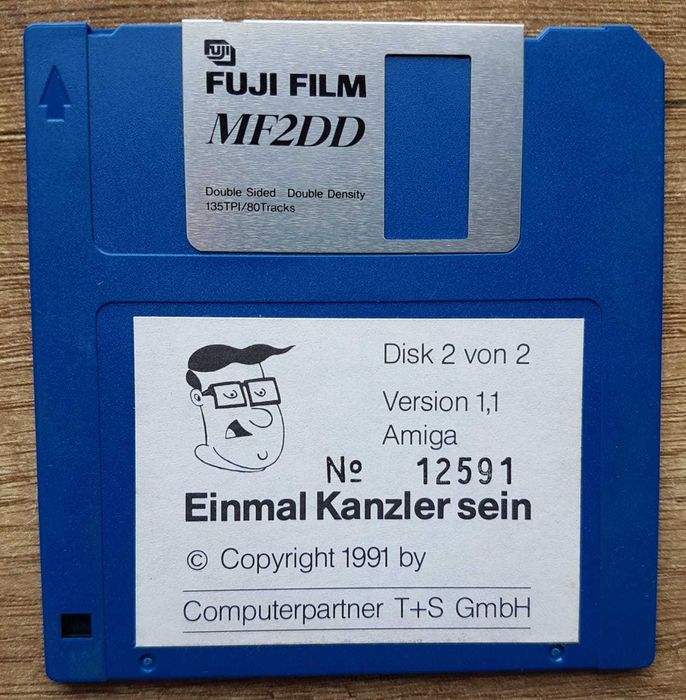 FUJI
FUJI FILM
MF2DD
Double Sided Double Density
135TPI/80Tracks
Disk 2 von 2
Version 1,1
Amiga
Nº 12591
Einmal Kanzler sein
© Copyright 1991 by
Computerpartner T+S GmbH